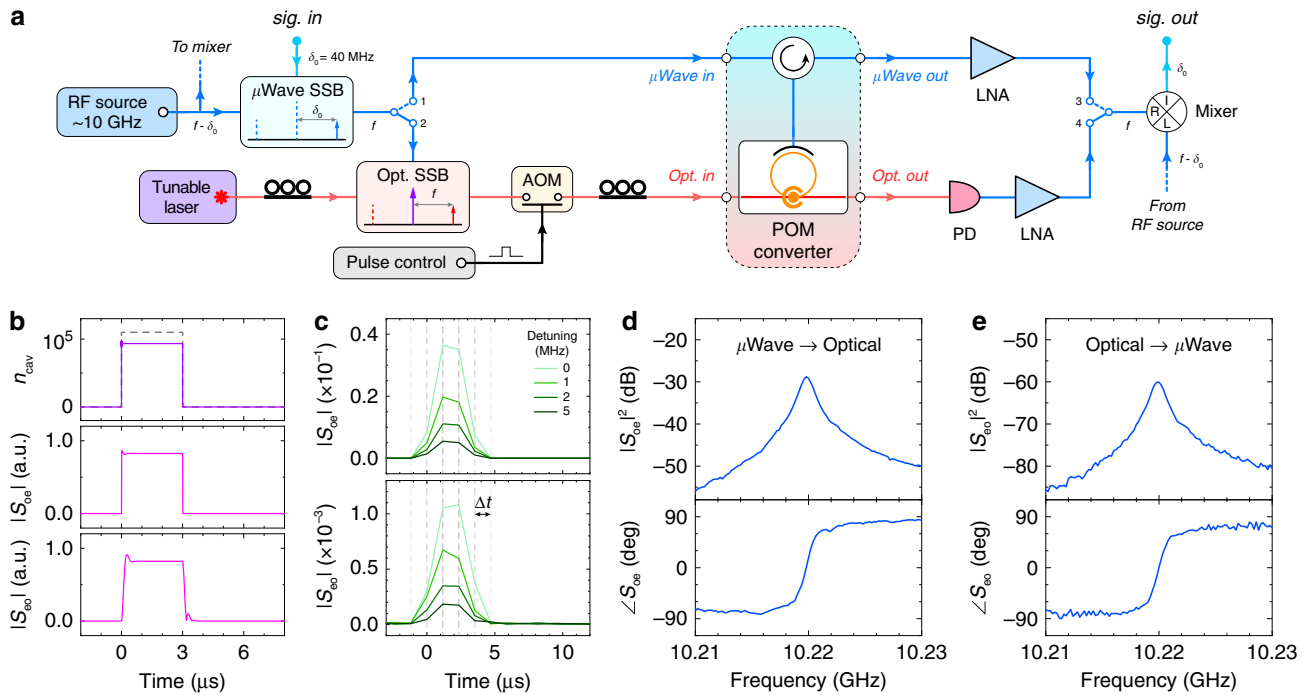 a
sig. in
sig. out
To mixer
δ₀ = 40 MHz
RF source
~10 GHz
f - δ₀
μWave SSB
δ₀
f
1
2
μWave in
μWave out
LNA
3
4
f
δ₀
R I L
Mixer
f - δ₀
From
RF source
Tunable
laser
Opt. SSB
f
AOM
Opt. in
Opt. out
POM
converter
PD
LNA
Pulse control
b
n_cav
10⁵
0
|S_oe| (a.u.)
1.0
0.0
|S_eo| (a.u.)
1.0
0.0
0 3 6
Time (μs)
c
|S_oe| (×10⁻¹)
0.4
0.2
0.0
Detuning
(MHz)
0
1
2
5
|S_eo| (×10⁻³)
1.0
0.5
0.0
Δt
0 5 10
Time (μs)
d
μWave → Optical
|S_oe|² (dB)
−20
−30
−40
−50
∠S_oe (deg)
90
0
−90
10.21 10.22 10.23
Frequency (GHz)
e
Optical → μWave
|S_eo|² (dB)
−50
−60
−70
−80
∠S_eo (deg)
90
0
−90
10.21 10.22 10.23
Frequency (GHz)